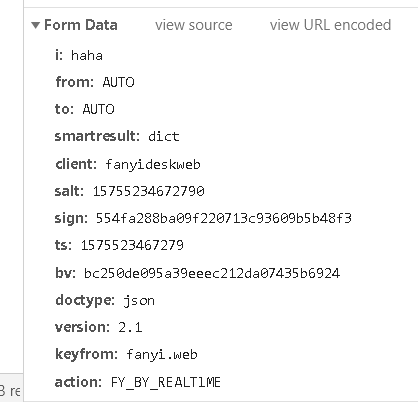 Form Data view source view URL encoded
i: haha
from: AUTO
to: AUTO
smartresult: dict
client: fanyideskweb
salt: 15755234672790
sign: 554fa288ba09f220713c93609b5b48f3
ts: 1575523467279
bv: bc250de095a39eeec212da07435b6924
doctype: json
version: 2.1
keyfrom: fanyi.web
action: FY_BY_REALTlME
3 re